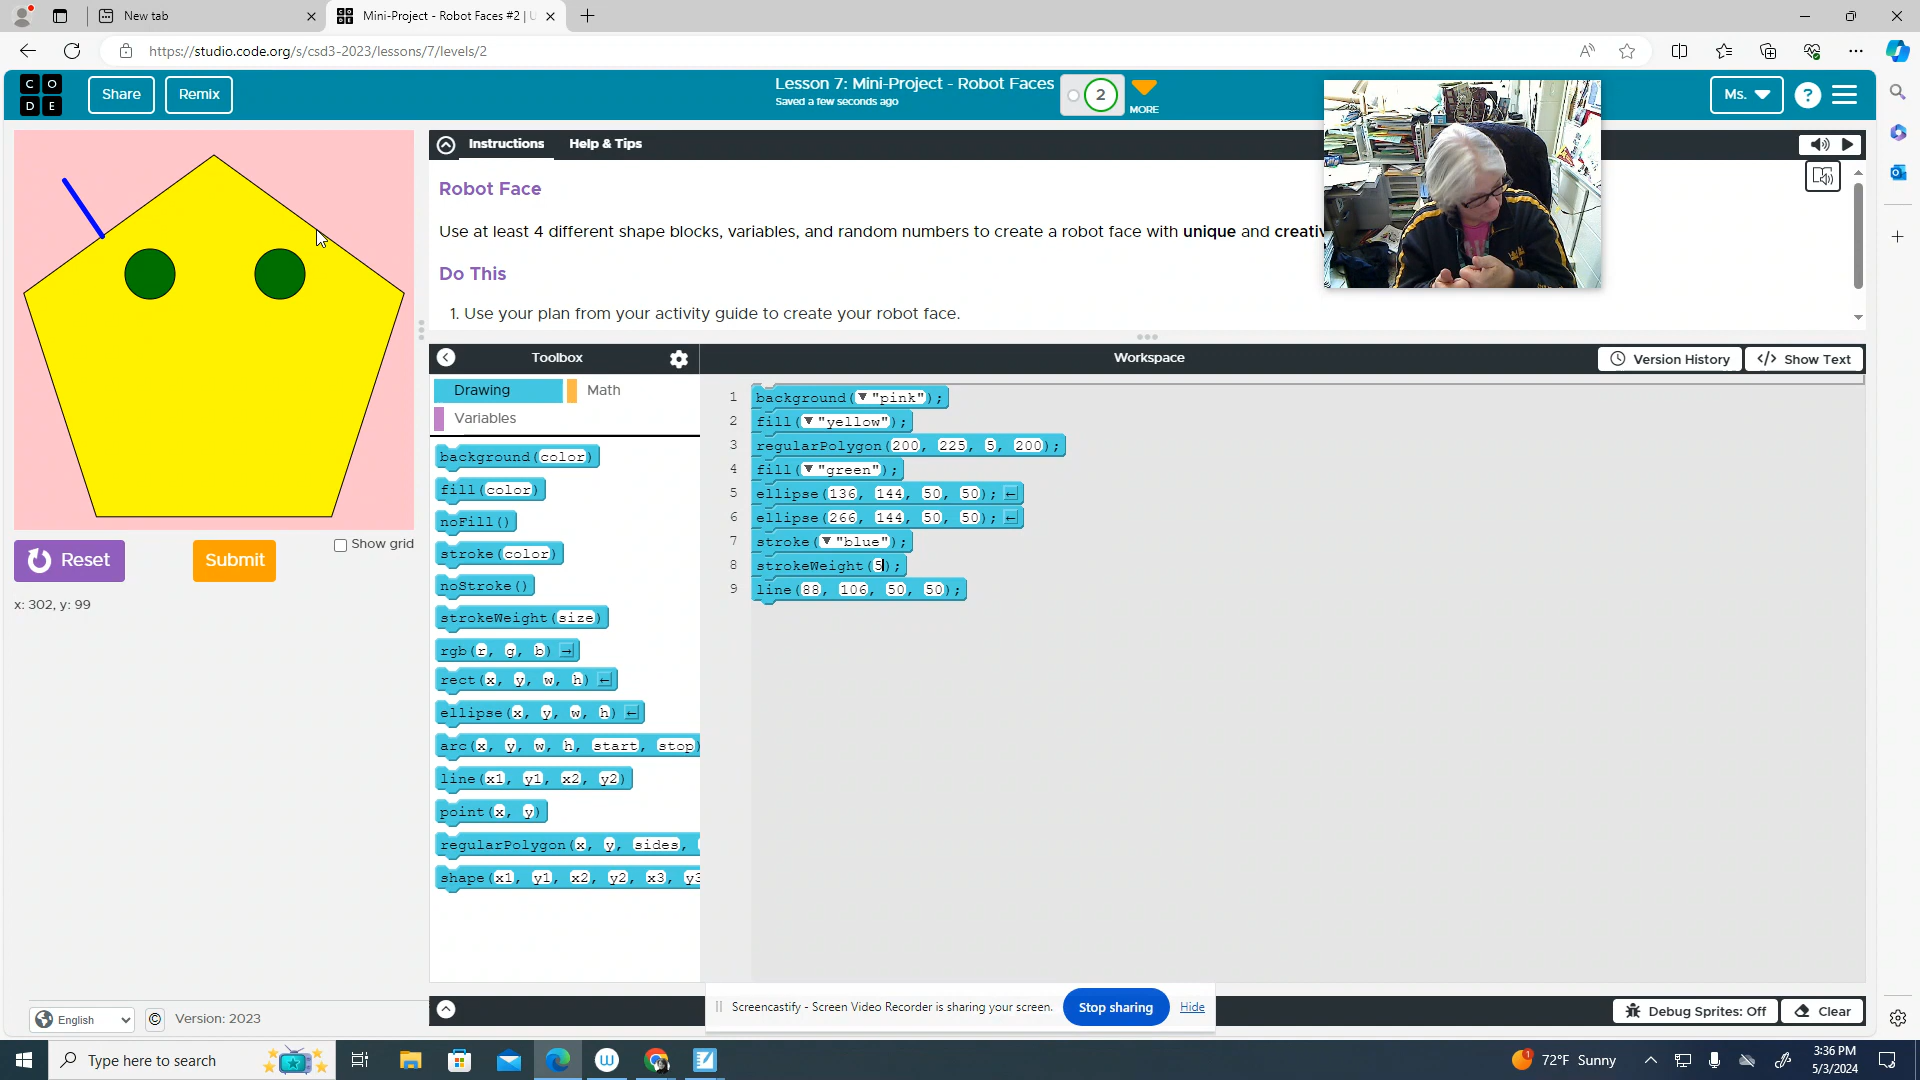 New tab
Mini-Project - Robot Faces #2 | U
https://studio.code.org/s/csd3-2023/lessons/7/levels/2
C O
D E
Share
Remix
Lesson 7: Mini-Project - Robot Faces
Saved a few seconds ago
2
MORE
Ms.
?
Instructions
Help & Tips
Robot Face
Use at least 4 different shape blocks, variables, and random numbers to create a robot face with unique and creativ
Do This
1. Use your plan from your activity guide to create your robot face.
Toolbox
Workspace
Version History
</> Show Text
Drawing
Math
Variables
background(color)
fill(color)
noFill()
stroke(color)
noStroke()
strokeWeight(size)
rgb(r, g, b)
rect(x, y, w, h)
ellipse(x, y, w, h)
arc(x, y, w, h, start, stop)
line(x1, y1, x2, y2)
point(x, y)
regularPolygon(x, y, sides,
shape(x1, y1, x2, y2, x3, y3
1 background("pink");
2 fill("yellow");
3 regularPolygon(200, 225, 5, 200);
4 fill("green");
5 ellipse(136, 144, 50, 50);
6 ellipse(266, 144, 50, 50);
7 stroke("blue");
8 strokeWeight(5);
9 line(88, 106, 50, 50);
Reset
Submit
Show grid
x: 302, y: 99
English
© Version: 2023
Screencastify - Screen Video Recorder is sharing your screen.
Stop sharing
Hide
Debug Sprites: Off
Clear
Type here to search
1
72°F Sunny
3:36 PM
5/3/2024